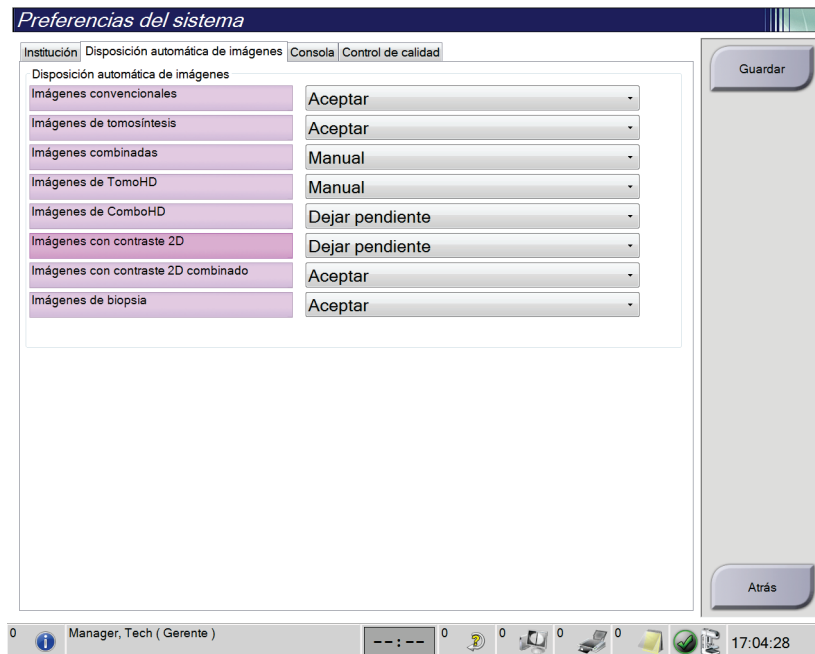 Preferencias del sistema
Institución Disposición automática de imágenes Consola Control de calidad
Guardar
Disposición automática de imágenes
Imágenes convencionales Aceptar
Imágenes de tomosíntesis Aceptar
Imágenes combinadas Manual
Imágenes de TomoHD Manual
Imágenes de ComboHD Dejar pendiente
Imágenes con contraste 2D Dejar pendiente
Imágenes con contraste 2D combinado Aceptar
Imágenes de biopsia Aceptar
Atrás
0 Manager, Tech ( Gerente ) --:-- 0 0 0 0 17:04:28